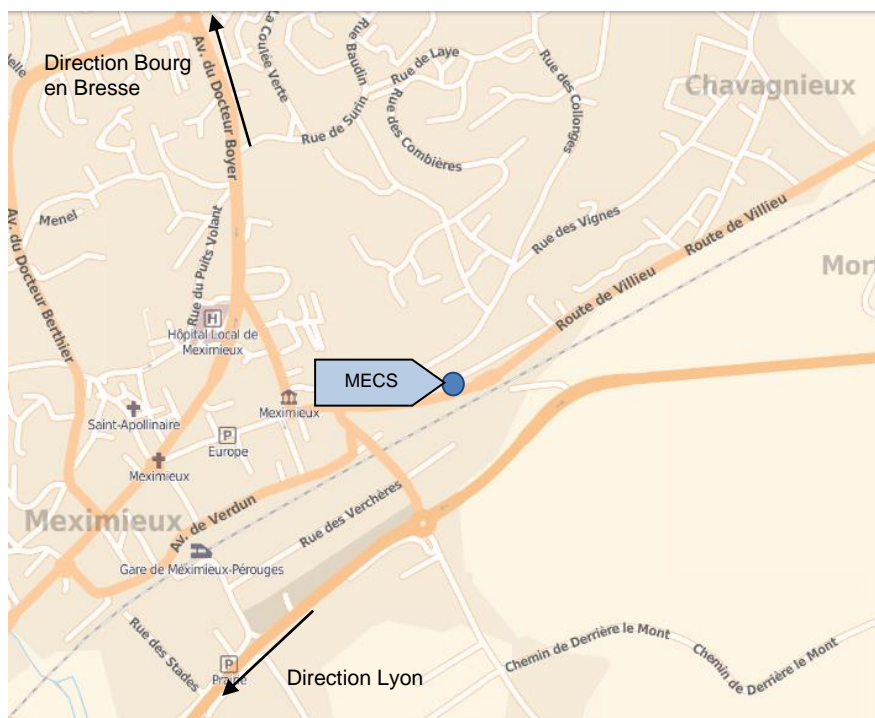 Direction Bourg
en Bresse
Av. du Docteur Boyer
La Coulée Verte
Rue Baudin
Rue de Laye
Rue de Surin
Rue des Combières
Rue des Collonges
Chavagnieux
Menel
Rue du Puits Volant
Av. du Docteur Berthier
Rue des Vignes
Route de Villieu
Route de Villieu
Mor
H
Hôpital Local de
Meximieux
MECS
Meximieux
Saint-Apollinaire
P
Europe
Meximieux
Meximieux
Av. de Verdun
Rue des Verchères
Gare de Méximieux-Pérouges
Rue des Stades
P
Prairie
Direction Lyon
Chemin de Derrière le Mont
Chemin de Derrière le Mont